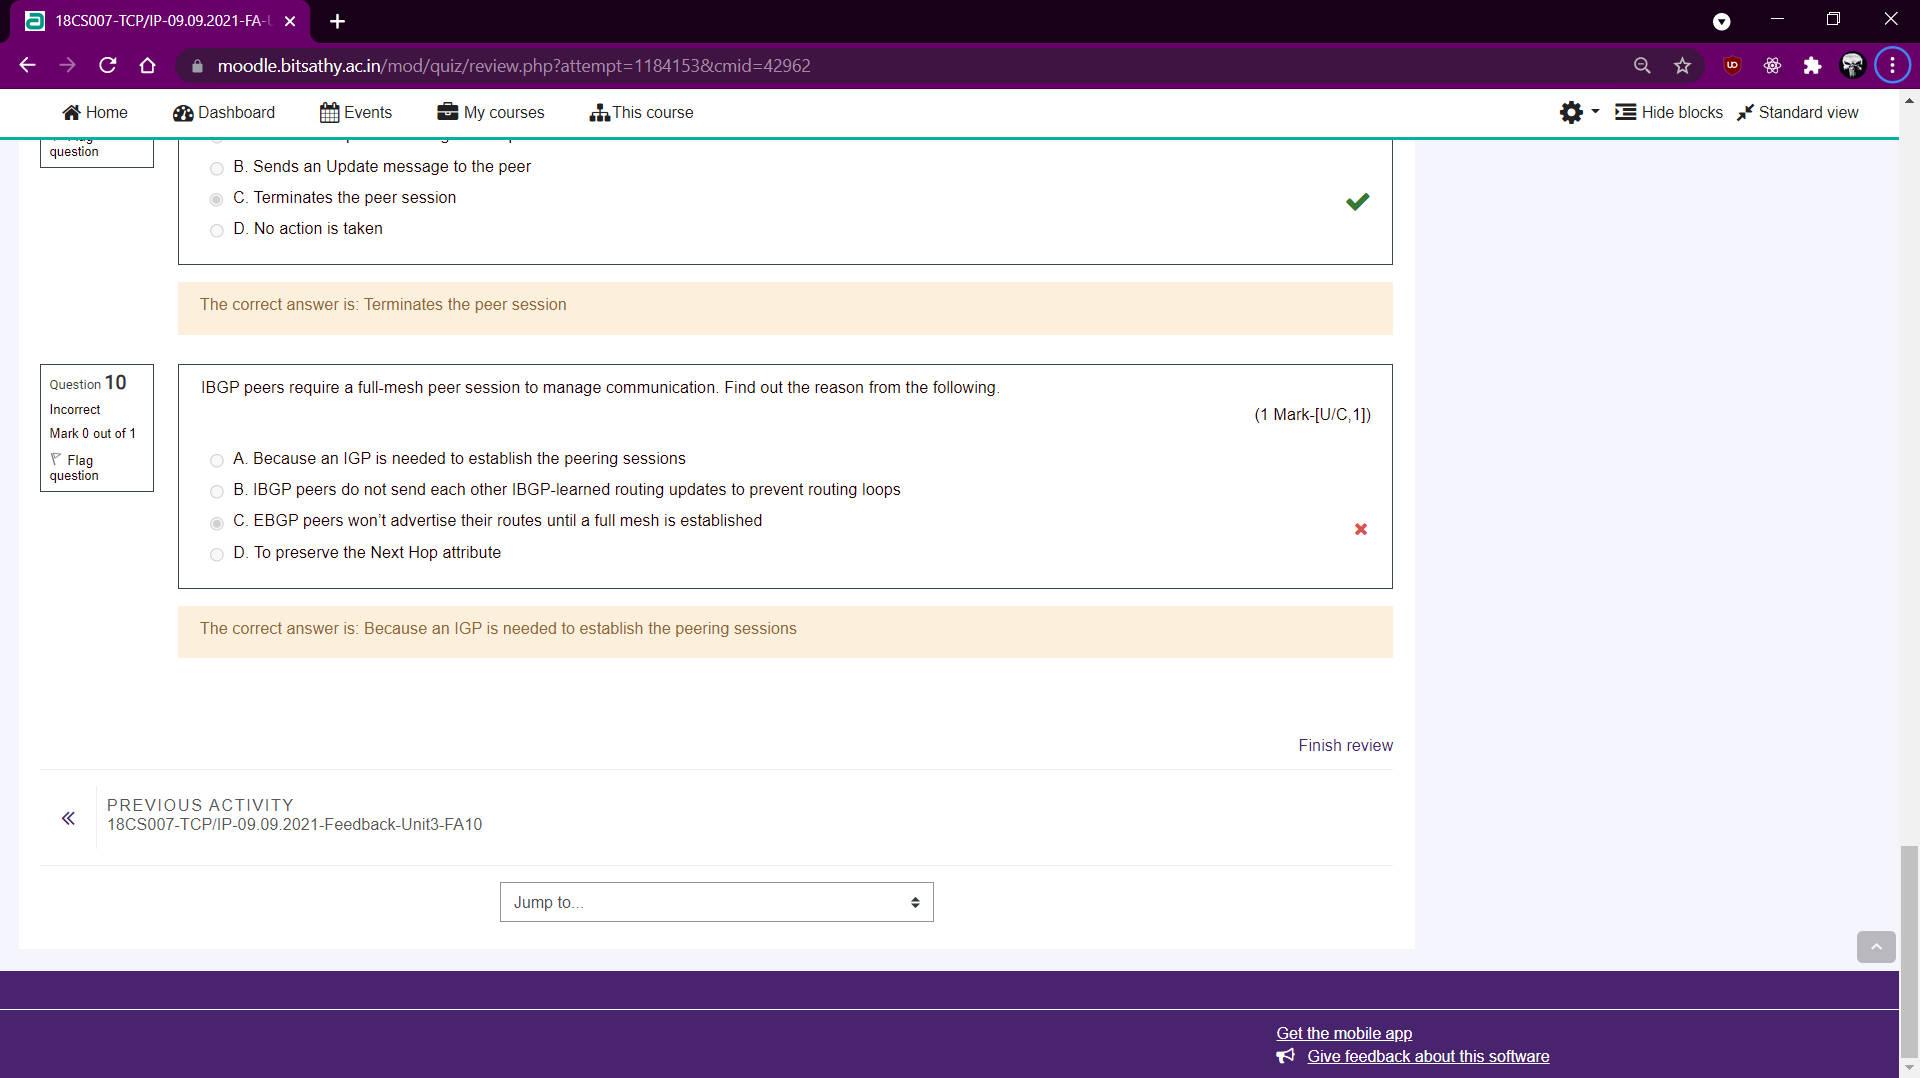 18CS007-TCP/IP-09.09.2021-FA-
moodle.bitsathy.ac.in/mod/quiz/review.php?attempt=1184153&cmid=42962
Home
Dashboard
Events
My courses
This course
Hide blocks
Standard view
question
B. Sends an Update message to the peer
C. Terminates the peer session
D. No action is taken
The correct answer is: Terminates the peer session
Question 10
Incorrect
Mark 0 out of 1
Flag
question
IBGP peers require a full-mesh peer session to manage communication. Find out the reason from the following.
(1 Mark-[U/C,1])
A. Because an IGP is needed to establish the peering sessions
B. IBGP peers do not send each other IBGP-learned routing updates to prevent routing loops
C. EBGP peers won’t advertise their routes until a full mesh is established
D. To preserve the Next Hop attribute
The correct answer is: Because an IGP is needed to establish the peering sessions
Finish review
PREVIOUS ACTIVITY
18CS007-TCP/IP-09.09.2021-Feedback-Unit3-FA10
Jump to...
Get the mobile app
Give feedback about this software